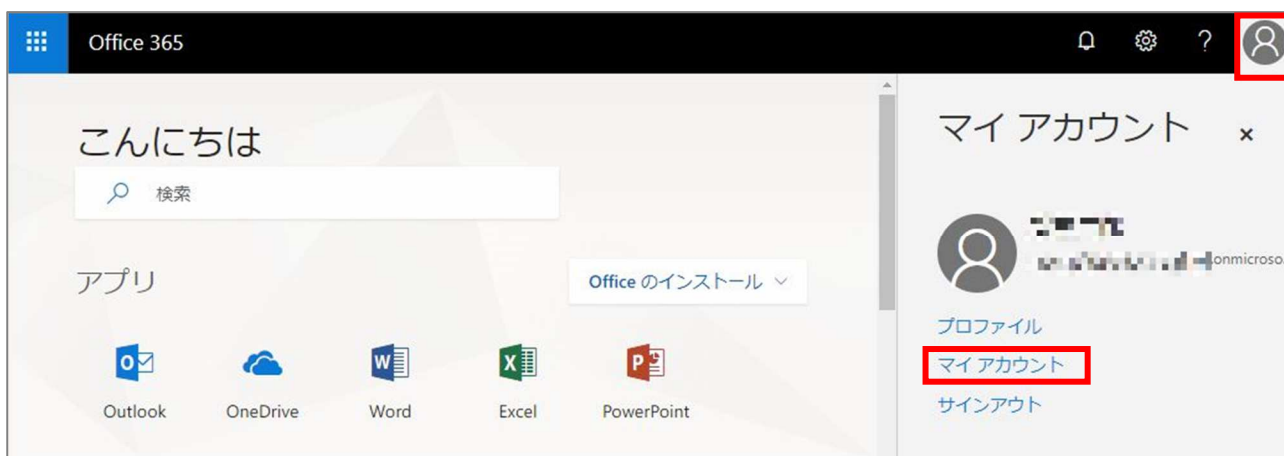 Office 365
?
こんにちは
検索
アプリ
Office のインストール
Outlook
OneDrive
Word
Excel
PowerPoint
マイ アカウント
onmicroso
プロファイル
マイ アカウント
サインアウト